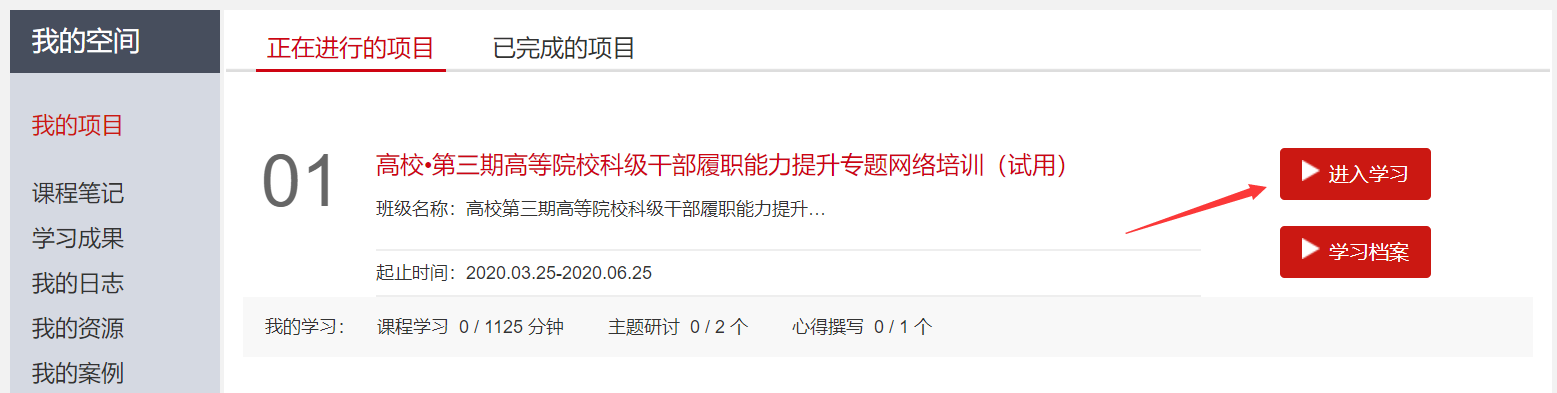 我的空间
正在进行的项目 已完成的项目
我的项目
01
高校•第三期高等院校科级干部履职能力提升专题网络培训（试用）
进入学习
课程笔记
班级名称：高校第三期高等院校科级干部履职能力提升…
学习成果
学习档案
我的日志
起止时间：2020.03.25-2020.06.25
我的资源
我的学习： 课程学习 0 / 1125 分钟 主题研讨 0 / 2 个 心得撰写 0 / 1 个
我的案例